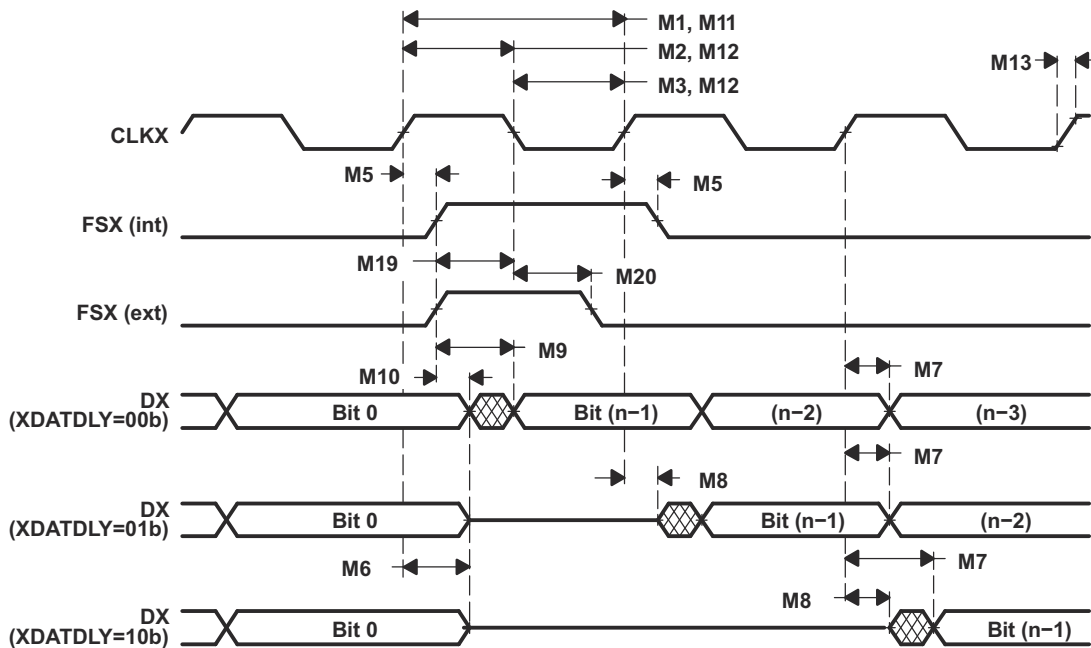 M1, M11
M2, M12
M13
M3, M12
CLKX
M5
M5
FSX (int)
M19
M20
FSX (ext)
M9
M10
M7
DX
(XDATDLY=00b)
Bit 0
Bit (n−1)
(n−2)
(n−3)
M7
M8
DX
(XDATDLY=01b)
Bit 0
Bit (n−1)
(n−2)
M6
M7
M8
DX
(XDATDLY=10b)
Bit 0
Bit (n−1)